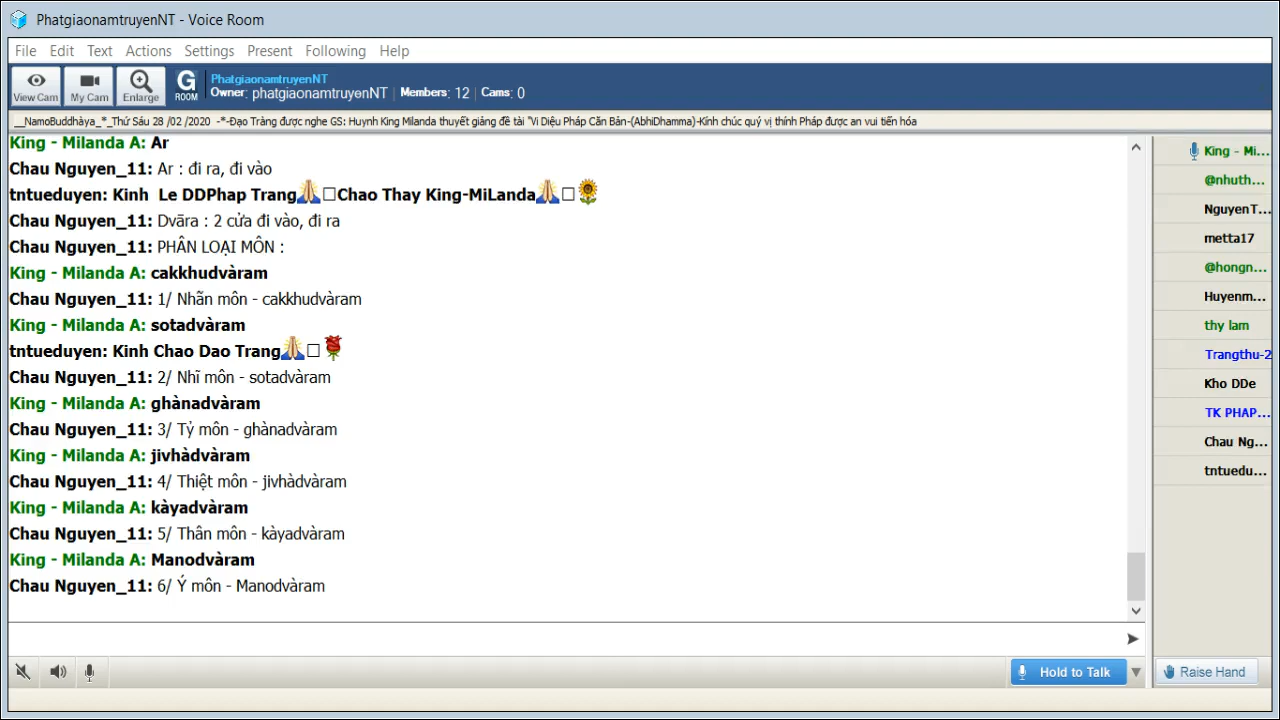 PhatgiaonamtruyenNT - Voice Room
File Edit Text Actions Settings Present Following Help
View Cam My Cam Enlarge G ROOM
PhatgiaonamtruyenNT
Owner: phatgiaonamtruyenNT | Members: 12 | Cams: 0
__NamoBuddhàya_*_Thứ Sáu 28 /02 /2020 -*-Đạo Tràng được nghe GS: Huynh King Milanda thuyết giảng đề tài "Vi Diệu Pháp Căn Bản-(AbhiDhamma)-Kính chúc quý vị thính Pháp được an vui tiến hóa
King - Milanda A: Ar
Chau Nguyen_11: Ar : đi ra, đi vào
tntueduyen: Kinh Le DDPhap Trang🙏□Chao Thay King-MiLanda🙏□🌻
Chau Nguyen_11: Dvāra : 2 cửa đi vào, đi ra
Chau Nguyen_11: PHÂN LOẠI MÔN :
King - Milanda A: cakkhudvàram
Chau Nguyen_11: 1/ Nhãn môn - cakkhudvàram
King - Milanda A: sotadvàram
tntueduyen: Kinh Chao Dao Trang🙏□🌹
Chau Nguyen_11: 2/ Nhĩ môn - sotadvàram
King - Milanda A: ghànadvàram
Chau Nguyen_11: 3/ Tỷ môn - ghànadvàram
King - Milanda A: jivhàdvàram
Chau Nguyen_11: 4/ Thiệt môn - jivhàdvàram
King - Milanda A: kàyadvàram
Chau Nguyen_11: 5/ Thân môn - kàyadvàram
King - Milanda A: Manodvàram
Chau Nguyen_11: 6/ Ý môn - Manodvàram
King - Mi...
@nhuth...
NguyenT...
metta17
@hongn...
Huyenm...
thy lam
Trangthu-2
Kho DDe
TK PHAP...
Chau Ng...
tntuedu...
Hold to Talk
Raise Hand